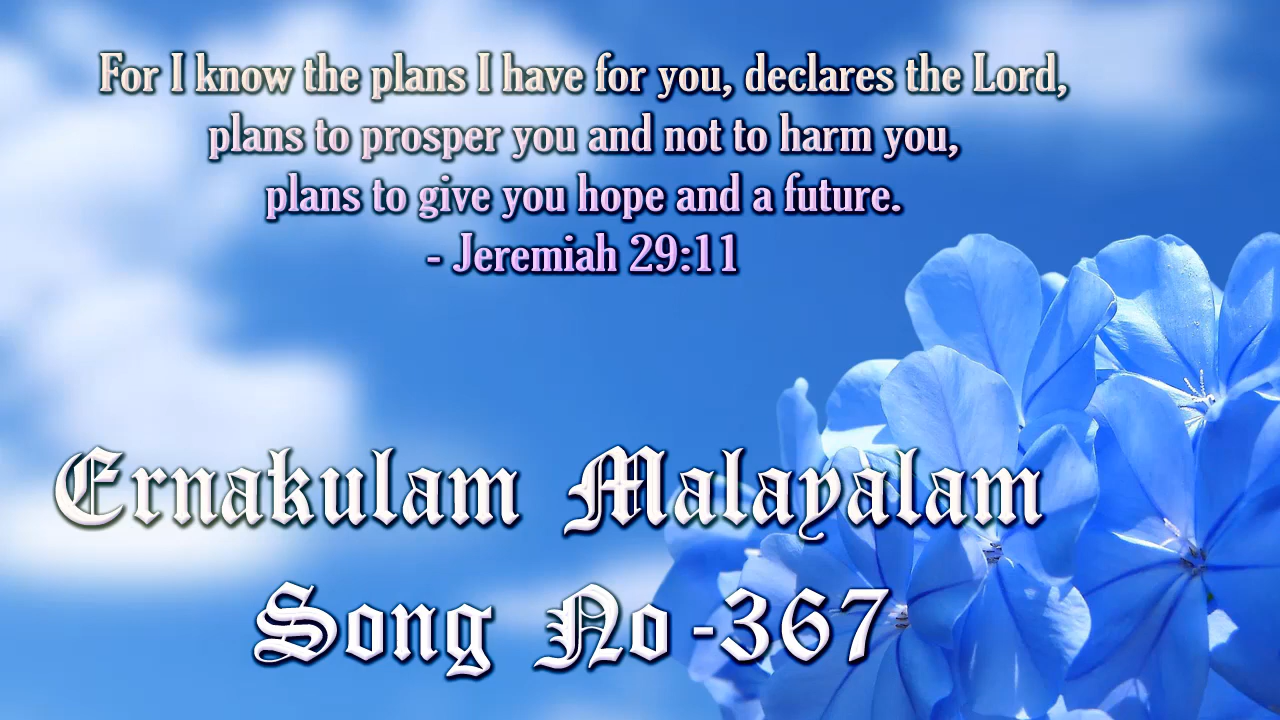 For I know the plans I have for you, declares the Lord,
plans to prosper you and not to harm you,
plans to give you hope and a future.
- Jeremiah 29:11
Ernakulam Malayalam
Song No -367